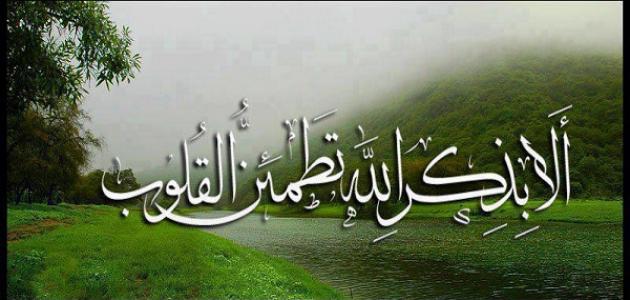 أَلَا بِذِكْرِ اللَّهِ تَطْمَئِنُّ الْقُلُوبُ